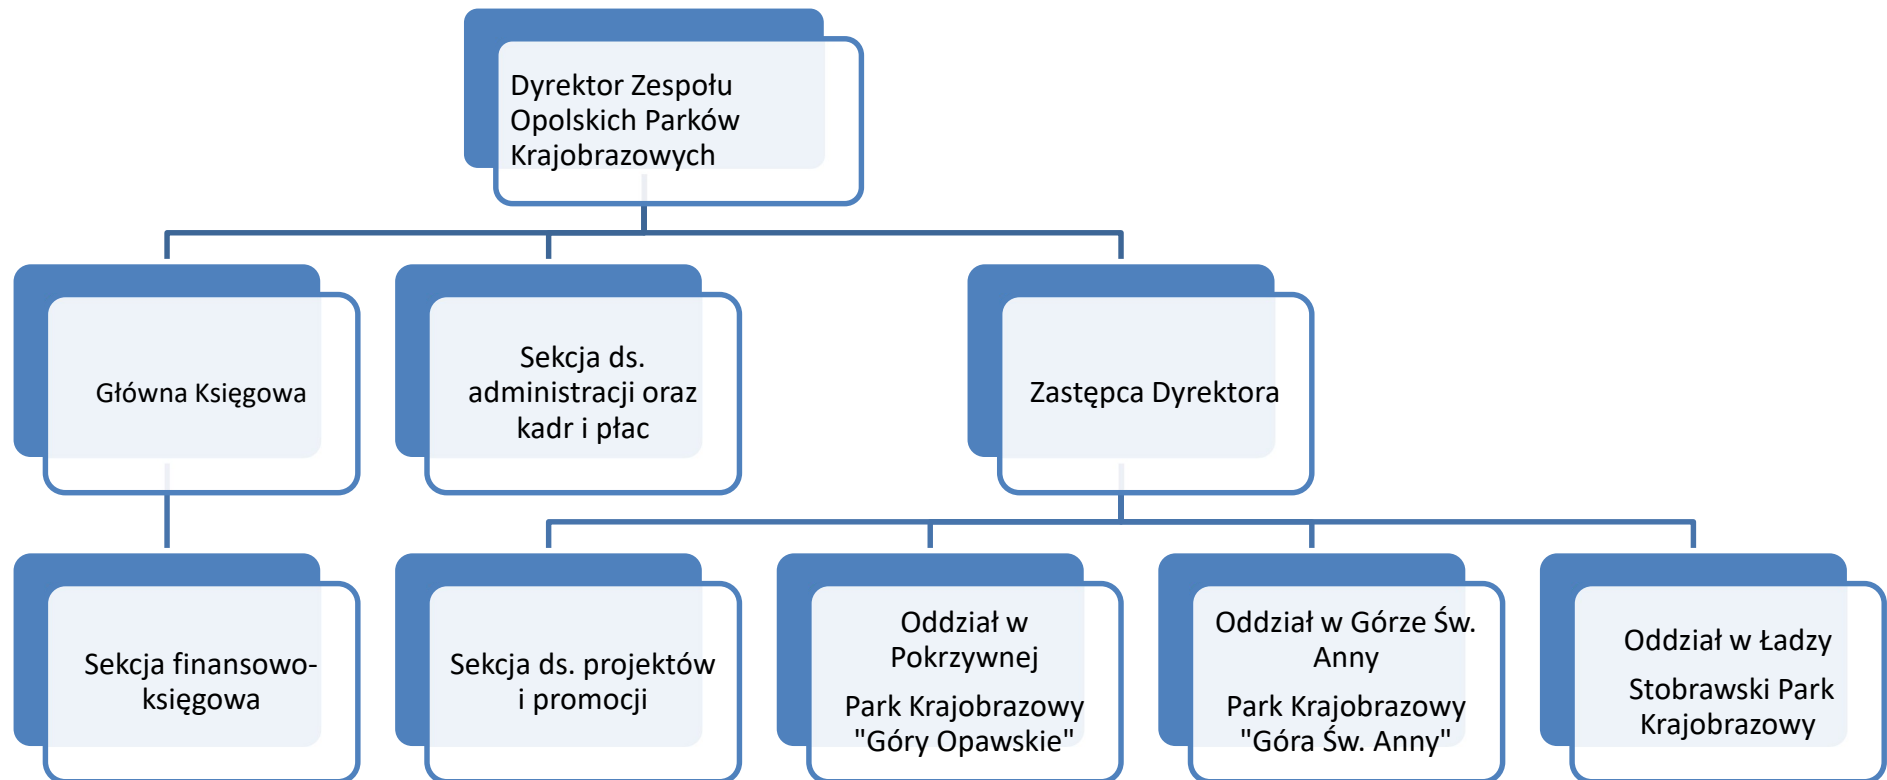 Dyrektor Zespołu
Opolskich Parków
Krajobrazowych
Główna Księgowa
Sekcja ds.
administracji oraz
kadr i płac
Zastępca Dyrektora
Sekcja finansowo-
księgowa
Sekcja ds. projektów
i promocji
Oddział w
Pokrzywnej
Park Krajobrazowy
"Góry Opawskie"
Oddział w Górze Św.
Anny
Park Krajobrazowy
"Góra Św. Anny"
Oddział w Ładzy
Stobrawski Park
Krajobrazowy